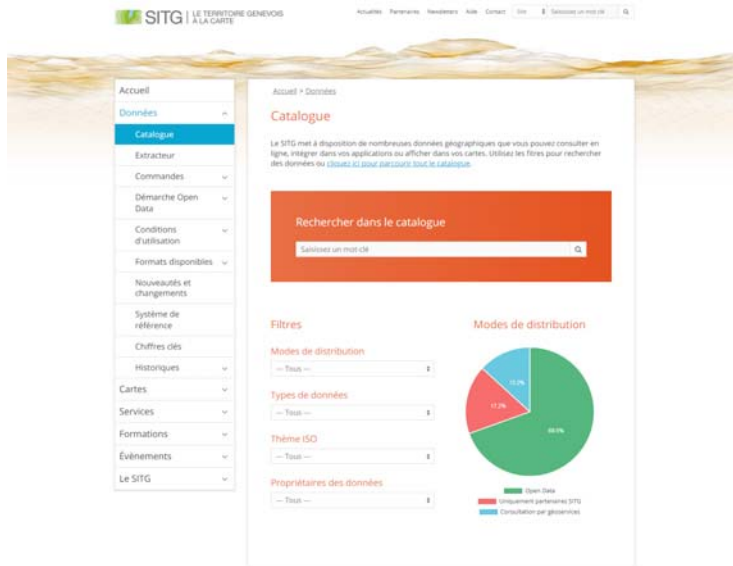 SITG LE TERRITOIRE GENEVOIS
À LA CARTE
Actualités Partenaires Newsletters Aide Contact Site Saisissez un mot clé
Accueil
Données
Catalogue
Extracteur
Commandes
Démarche Open
Data
Conditions
d'utilisation
Formats disponibles
Nouveautés et
changements
Système de
référence
Chiffres clés
Historiques
Cartes
Services
Formations
Évènements
Le SITG
Accueil > Données
Catalogue
Le SITG met à disposition de nombreuses données géographiques que vous pouvez consulter en
ligne, intégrer dans vos applications ou afficher dans vos cartes. Utilisez les filtres pour rechercher
des données ou cliquez ici pour parcourir tout le catalogue.
Rechercher dans le catalogue
Saisissez un mot clé
Filtres
Modes de distribution
--- Tous ---
Types de données
--- Tous ---
Thème ISO
--- Tous ---
Propriétaires des données
--- Tous ---
Modes de distribution
17.2%
Open Data
Uniquement partenaires SITG
Consultation par géoservices